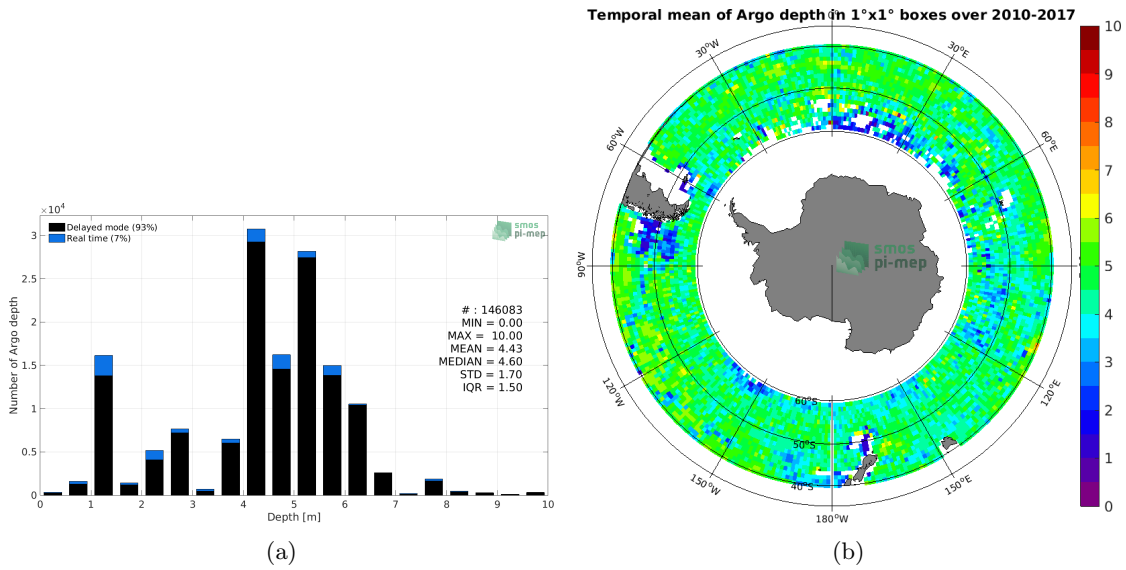 ×10⁴
3
2.5
2
1.5
1
0.5
0
Number of Argo depth
Delayed mode (93%)
Real time (7%)
smos
pi-mep
# : 146083
MIN = 0.00
MAX = 10.00
MEAN = 4.43
MEDIAN = 4.60
STD = 1.70
IQR = 1.50
0 1 2 3 4 5 6 7 8 9 10
Depth [m]
(a)
Temporal mean of Argo depth in 1°x1° boxes over 2010-2017
0°
30°W
30°E
60°W
60°E
90°W
120°W
120°E
150°W
150°E
180°W
60°S
50°S
40°S
smos
pi-mep
10
9
8
7
6
5
4
3
2
1
0
(b)